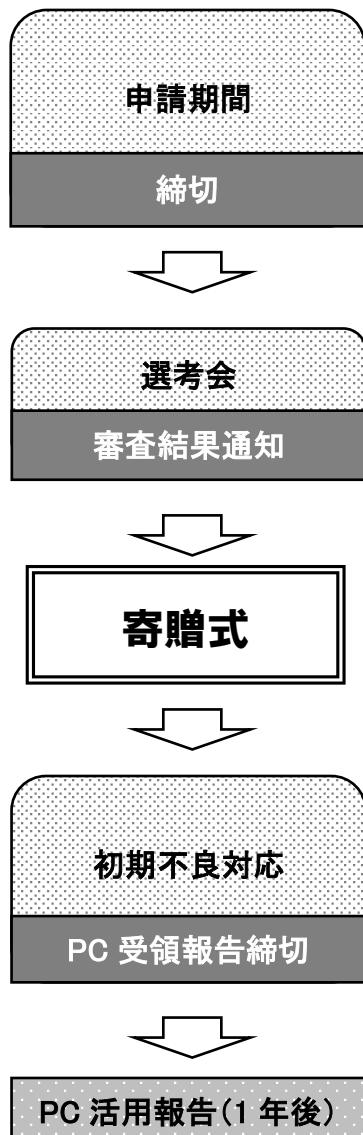 申請期間
締切
選考会
審査結果通知
寄贈式
初期不良対応
PC 受領報告締切
PC 活用報告(1 年後)